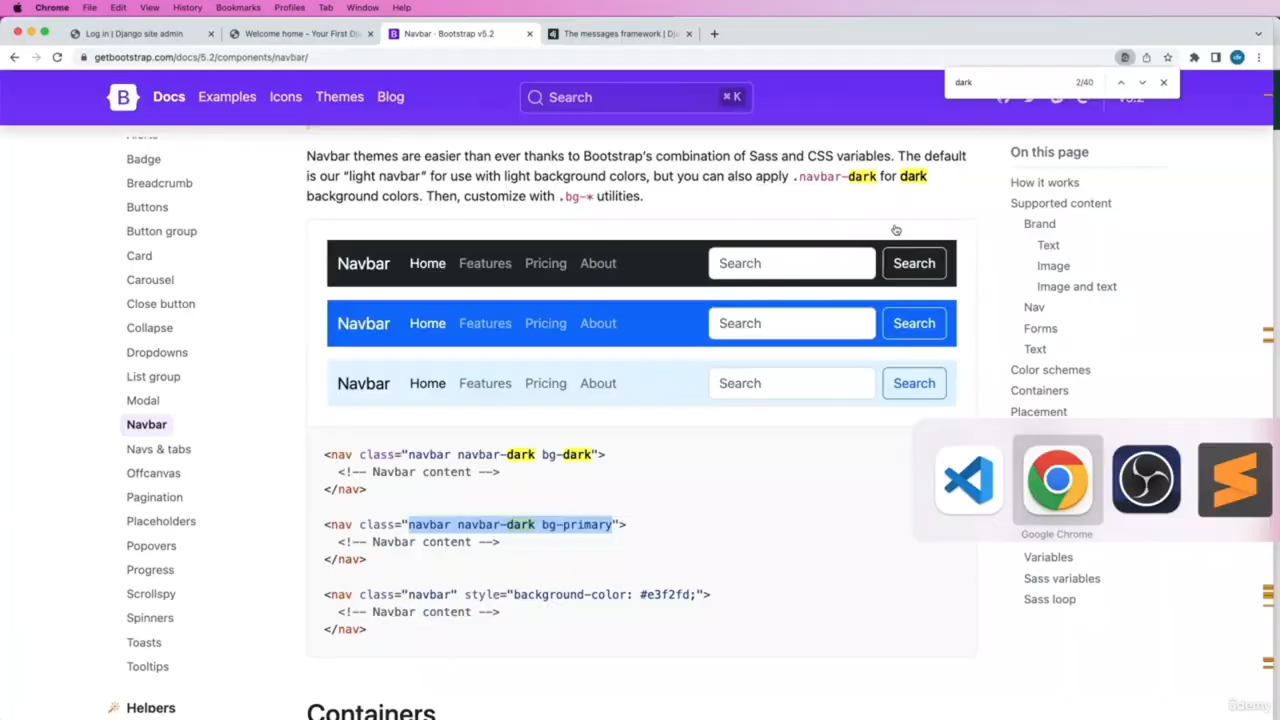 Chrome File Edit View History Bookmarks Profiles Tab Window Help
Log in | Django site admin
Welcome home - Your First Dj
Navbar · Bootstrap v5.2
The messages framework | Dj
getbootstrap.com/docs/5.2/components/navbar/
dark 2/40
B Docs Examples Icons Themes Blog
Search ⌘ K
v5.2
Alerts
Badge
Breadcrumb
Buttons
Button group
Card
Carousel
Close button
Collapse
Dropdowns
List group
Modal
Navbar
Navs & tabs
Offcanvas
Pagination
Placeholders
Popovers
Progress
Scrollspy
Spinners
Toasts
Tooltips
Helpers
Navbar themes are easier than ever thanks to Bootstrap's combination of Sass and CSS variables. The default
is our “light navbar” for use with light background colors, but you can also apply .navbar-dark for dark
background colors. Then, customize with .bg-* utilities.
Navbar Home Features Pricing About Search Search
Navbar Home Features Pricing About Search Search
Navbar Home Features Pricing About Search Search
<nav class="navbar navbar-dark bg-dark">
<!-- Navbar content -->
</nav>
<nav class="navbar navbar-dark bg-primary">
<!-- Navbar content -->
</nav>
<nav class="navbar" style="background-color: #e3f2fd;">
<!-- Navbar content -->
</nav>
Containers
On this page
How it works
Supported content
Brand
Text
Image
Image and text
Nav
Forms
Text
Color schemes
Containers
Placement
Google Chrome
Variables
Sass variables
Sass loop
ûdemy